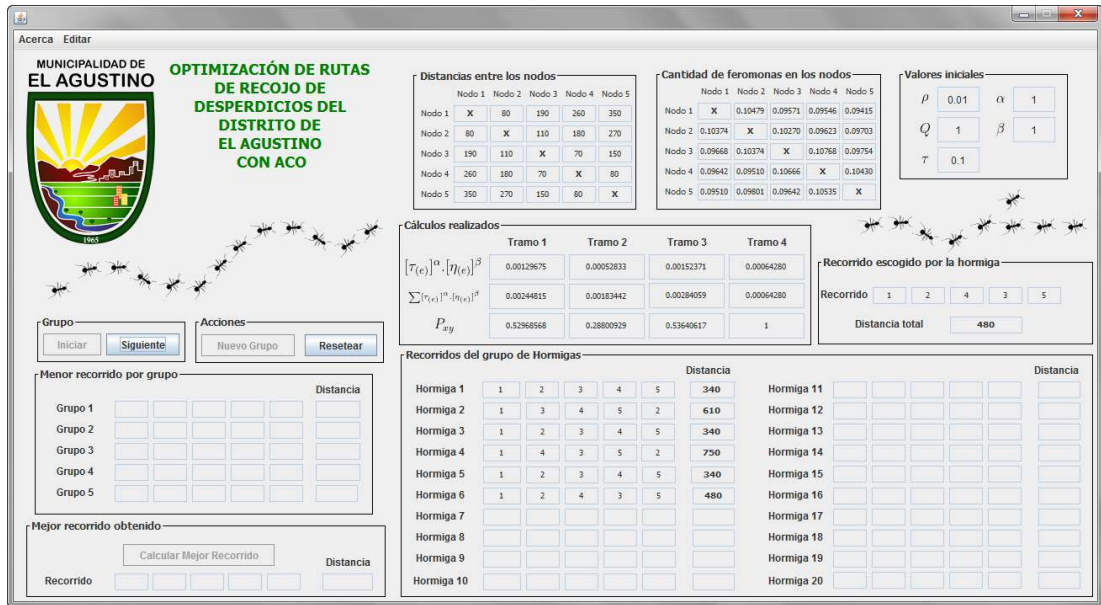 Acerca Editar
MUNICIPALIDAD DE
EL AGUSTINO
1965
OPTIMIZACIÓN DE RUTAS
DE RECOJO DE
DESPERDICIOS DEL
DISTRITO DE
EL AGUSTINO
CON ACO
Distancias entre los nodos
Nodo 1 Nodo 2 Nodo 3 Nodo 4 Nodo 5
Nodo 1 X 80 190 260 350
Nodo 2 80 X 110 180 270
Nodo 3 190 110 X 70 150
Nodo 4 260 180 70 X 80
Nodo 5 350 270 150 80 X
Cantidad de feromonas en los nodos
Nodo 1 Nodo 2 Nodo 3 Nodo 4 Nodo 5
Nodo 1 X 0.10479 0.09571 0.09546 0.09415
Nodo 2 0.10374 X 0.10270 0.09623 0.09703
Nodo 3 0.09668 0.10374 X 0.10768 0.09754
Nodo 4 0.09642 0.09510 0.10666 X 0.10430
Nodo 5 0.09510 0.09801 0.09642 0.10535 X
Valores iniciales
ρ 0.01 α 1
Q 1 β 1
τ 0.1
Cálculos realizados
Tramo 1 Tramo 2 Tramo 3 Tramo 4
[τ(e)]^α.[η(e)]^β 0.00129675 0.00052833 0.00152371 0.00064280
∑[τ(e)]^α.[η(e)]^β 0.00244815 0.00183442 0.00284059 0.00064280
Pxy 0.52968568 0.28800929 0.53640617 1
Recorrido escogido por la hormiga
Recorrido 1 2 4 3 5
Distancia total 480
Grupo
Iniciar Siguiente
Acciones
Nuevo Grupo Resetear
Menor recorrido por grupo
Distancia
Grupo 1
Grupo 2
Grupo 3
Grupo 4
Grupo 5
Mejor recorrido obtenido
Calcular Mejor Recorrido
Distancia
Recorrido
Recorridos del grupo de Hormigas
Distancia
Hormiga 1 1 2 3 4 5 340
Hormiga 2 1 3 4 5 2 610
Hormiga 3 1 2 3 4 5 340
Hormiga 4 1 4 3 5 2 750
Hormiga 5 1 2 3 4 5 340
Hormiga 6 1 2 4 3 5 480
Hormiga 7
Hormiga 8
Hormiga 9
Hormiga 10
Distancia
Hormiga 11
Hormiga 12
Hormiga 13
Hormiga 14
Hormiga 15
Hormiga 16
Hormiga 17
Hormiga 18
Hormiga 19
Hormiga 20